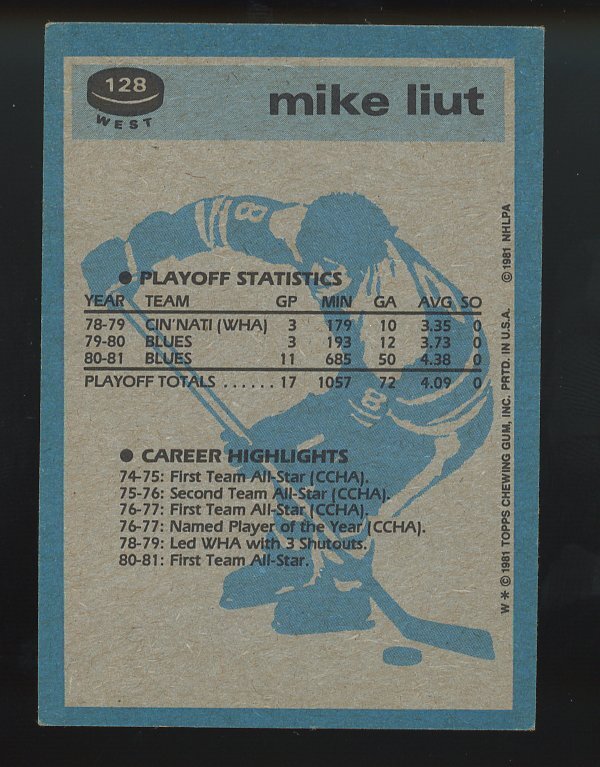 128
WEST
mike liut
● PLAYOFF STATISTICS
YEAR TEAM GP MIN GA AVG SO
78-79 CIN'NATI (WHA) 3 179 10 3.35 0
79-80 BLUES 3 193 12 3.73 0
80-81 BLUES 11 685 50 4.38 0
PLAYOFF TOTALS ...... 17 1057 72 4.09 0
● CAREER HIGHLIGHTS
74-75: First Team All-Star (CCHA).
75-76: Second Team All-Star (CCHA).
76-77: First Team All-Star (CCHA).
76-77: Named Player of the Year (CCHA).
78-79: Led WHA with 3 Shutouts.
80-81: First Team All-Star.
8
8
W * © 1981 TOPPS CHEWING GUM, INC. PRTD. IN U.S.A. © 1981 NHLPA